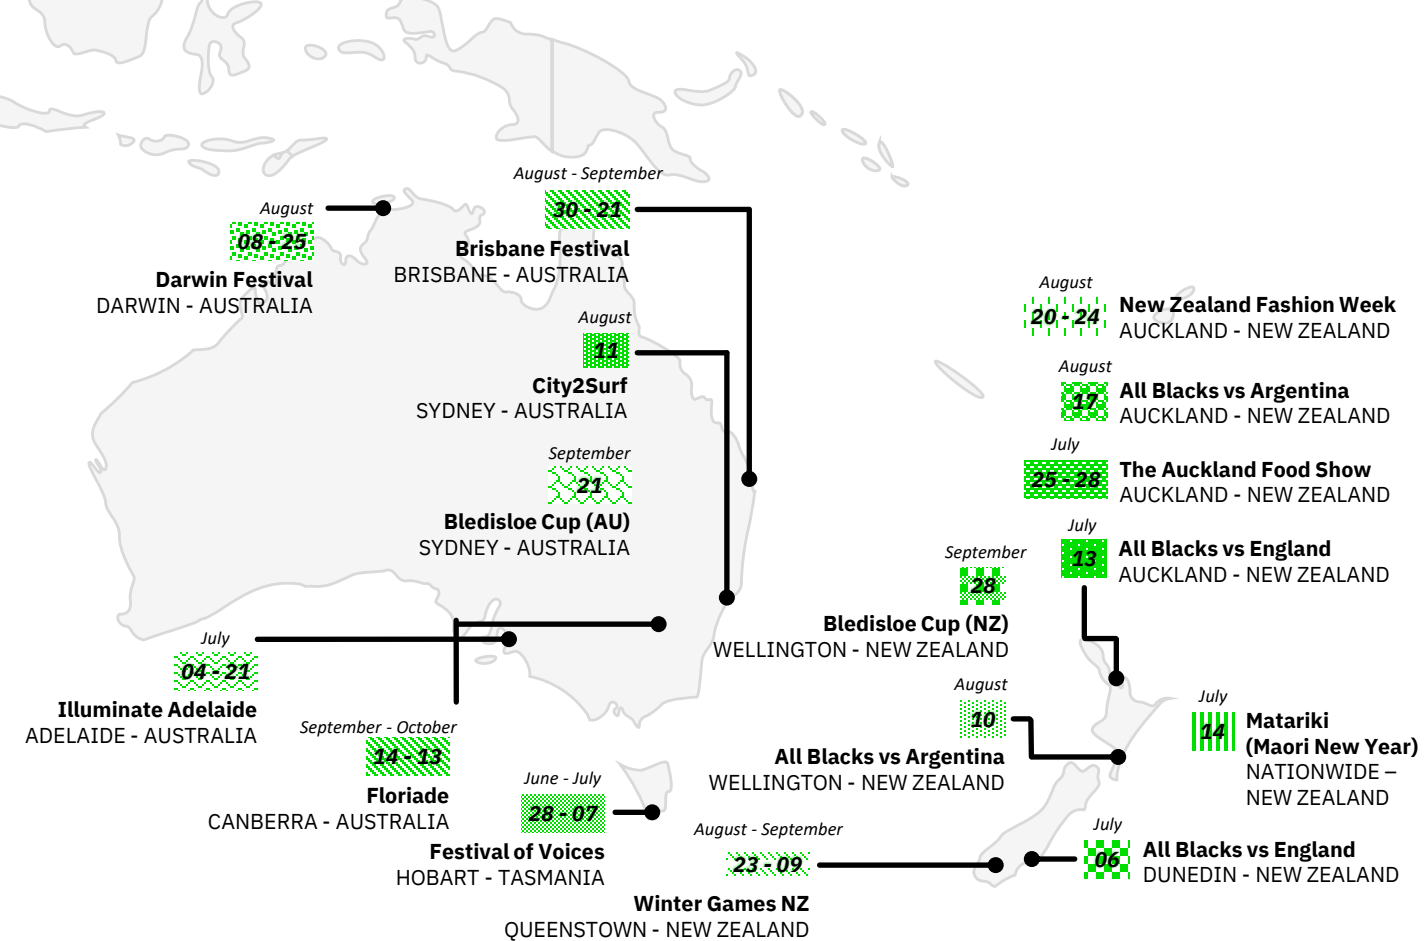 August
08 - 25
Darwin Festival
DARWIN - AUSTRALIA
August - September
30 - 21
Brisbane Festival
BRISBANE - AUSTRALIA
August
11
City2Surf
SYDNEY - AUSTRALIA
September
21
Bledisloe Cup (AU)
SYDNEY - AUSTRALIA
July
04 - 21
Illuminate Adelaide
ADELAIDE - AUSTRALIA
September - October
14 - 13
Floriade
CANBERRA - AUSTRALIA
June - July
28 - 07
Festival of Voices
HOBART - TASMANIA
August
20 - 24
New Zealand Fashion Week
AUCKLAND - NEW ZEALAND
August
17
All Blacks vs Argentina
AUCKLAND - NEW ZEALAND
July
25 - 28
The Auckland Food Show
AUCKLAND - NEW ZEALAND
July
13
All Blacks vs England
AUCKLAND - NEW ZEALAND
September
28
Bledisloe Cup (NZ)
WELLINGTON - NEW ZEALAND
August
10
All Blacks vs Argentina
WELLINGTON - NEW ZEALAND
July
14
Matariki
(Maori New Year)
NATIONWIDE –
NEW ZEALAND
August - September
23 - 09
Winter Games NZ
QUEENSTOWN - NEW ZEALAND
July
06
All Blacks vs England
DUNEDIN - NEW ZEALAND